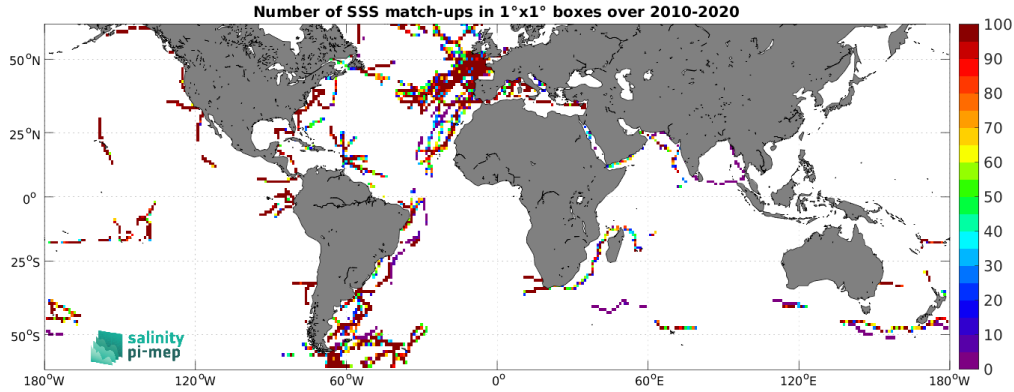 Number of SSS match-ups in 1°x1° boxes over 2010-2020
50°N
25°N
0°
25°S
50°S
180°W
120°W
60°W
0°
60°E
120°E
180°W
100
90
80
70
60
50
40
30
20
10
0
salinity
pi-mep